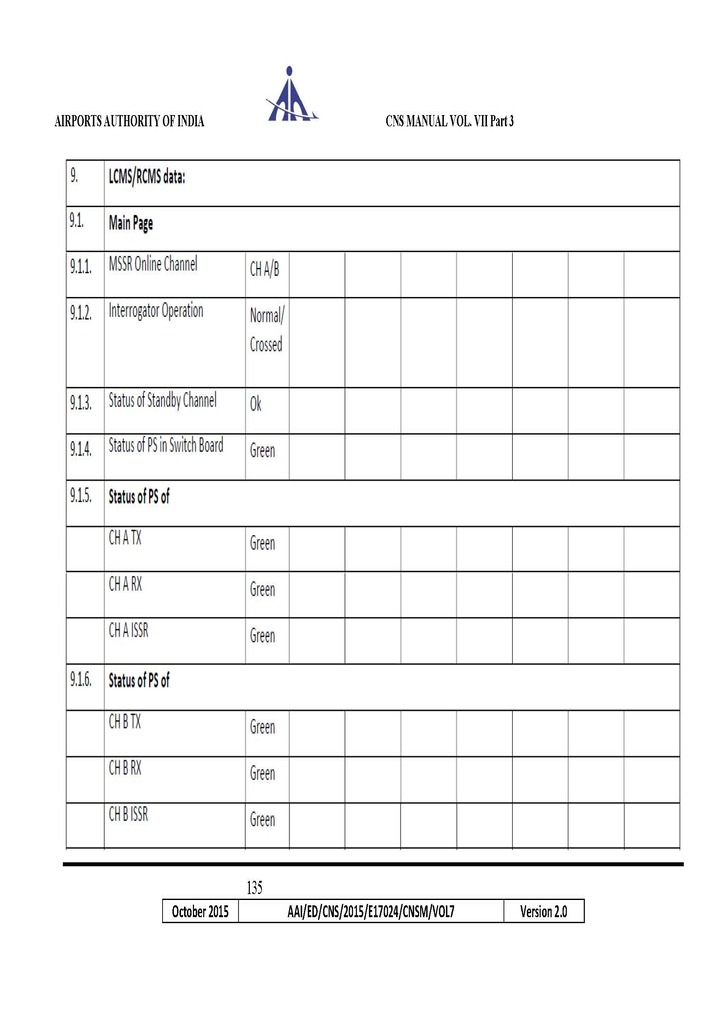 AIRPORTS AUTHORITY OF INDIA CNS MANUAL VOL. VII Part 3
9. LCMS/RCMS data:
9.1. Main Page
9.1.1. MSSR Online Channel CH A/B
9.1.2. Interrogator Operation Normal/
Crossed
9.1.3. Status of Standby Channel Ok
9.1.4. Status of PS in Switch Board Green
9.1.5. Status of PS of
CH A TX Green
CH A RX Green
CH A ISSR Green
9.1.6. Status of PS of
CH B TX Green
CH B RX Green
CH B ISSR Green
135
October 2015 AAI/ED/CNS/2015/E17024/CNSM/VOL7 Version 2.0